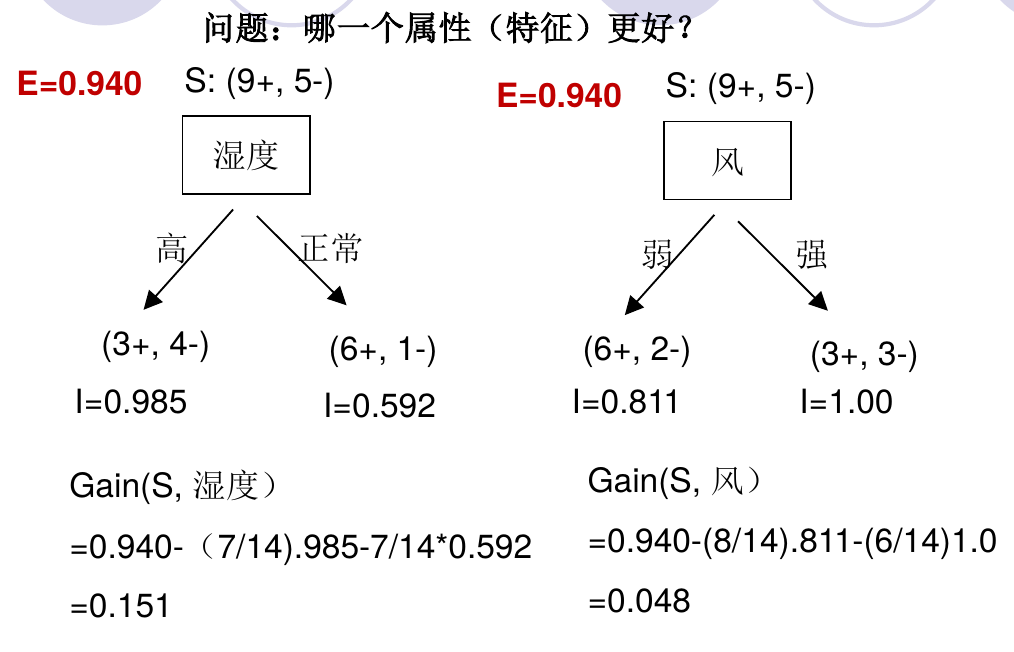 问题：哪一个属性（特征）更好？
E=0.940
S: (9+, 5-)
湿度
高
正常
(3+, 4-)
(6+, 1-)
I=0.985
I=0.592
Gain(S, 湿度）
=0.940-（7/14).985-7/14*0.592
=0.151
E=0.940
S: (9+, 5-)
风
弱
强
(6+, 2-)
(3+, 3-)
I=0.811
I=1.00
Gain(S, 风）
=0.940-(8/14).811-(6/14)1.0
=0.048